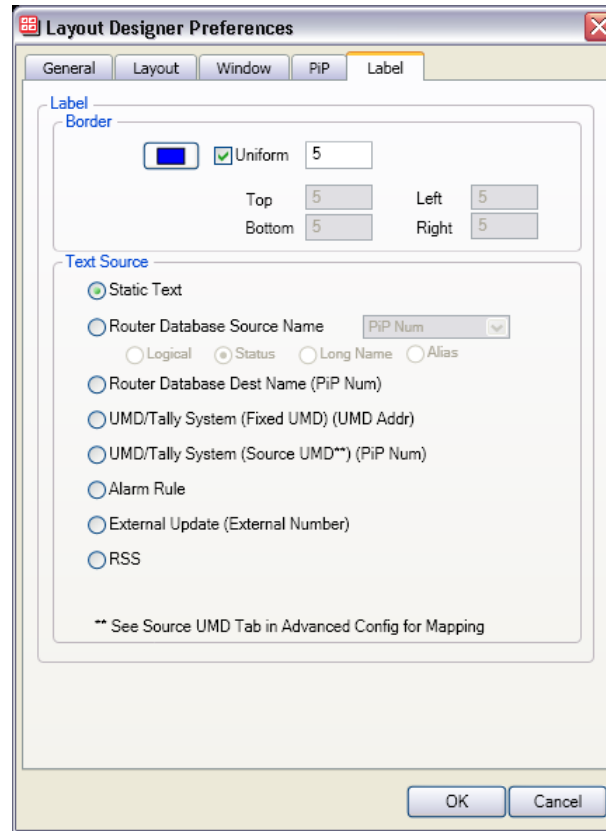 Layout Designer Preferences
General Layout Window PiP Label
Label
Border
Uniform 5
Top 5 Left 5
Bottom 5 Right 5
Text Source
Static Text
Router Database Source Name PiP Num
Logical Status Long Name Alias
Router Database Dest Name (PiP Num)
UMD/Tally System (Fixed UMD) (UMD Addr)
UMD/Tally System (Source UMD**) (PiP Num)
Alarm Rule
External Update (External Number)
RSS
** See Source UMD Tab in Advanced Config for Mapping
OK Cancel